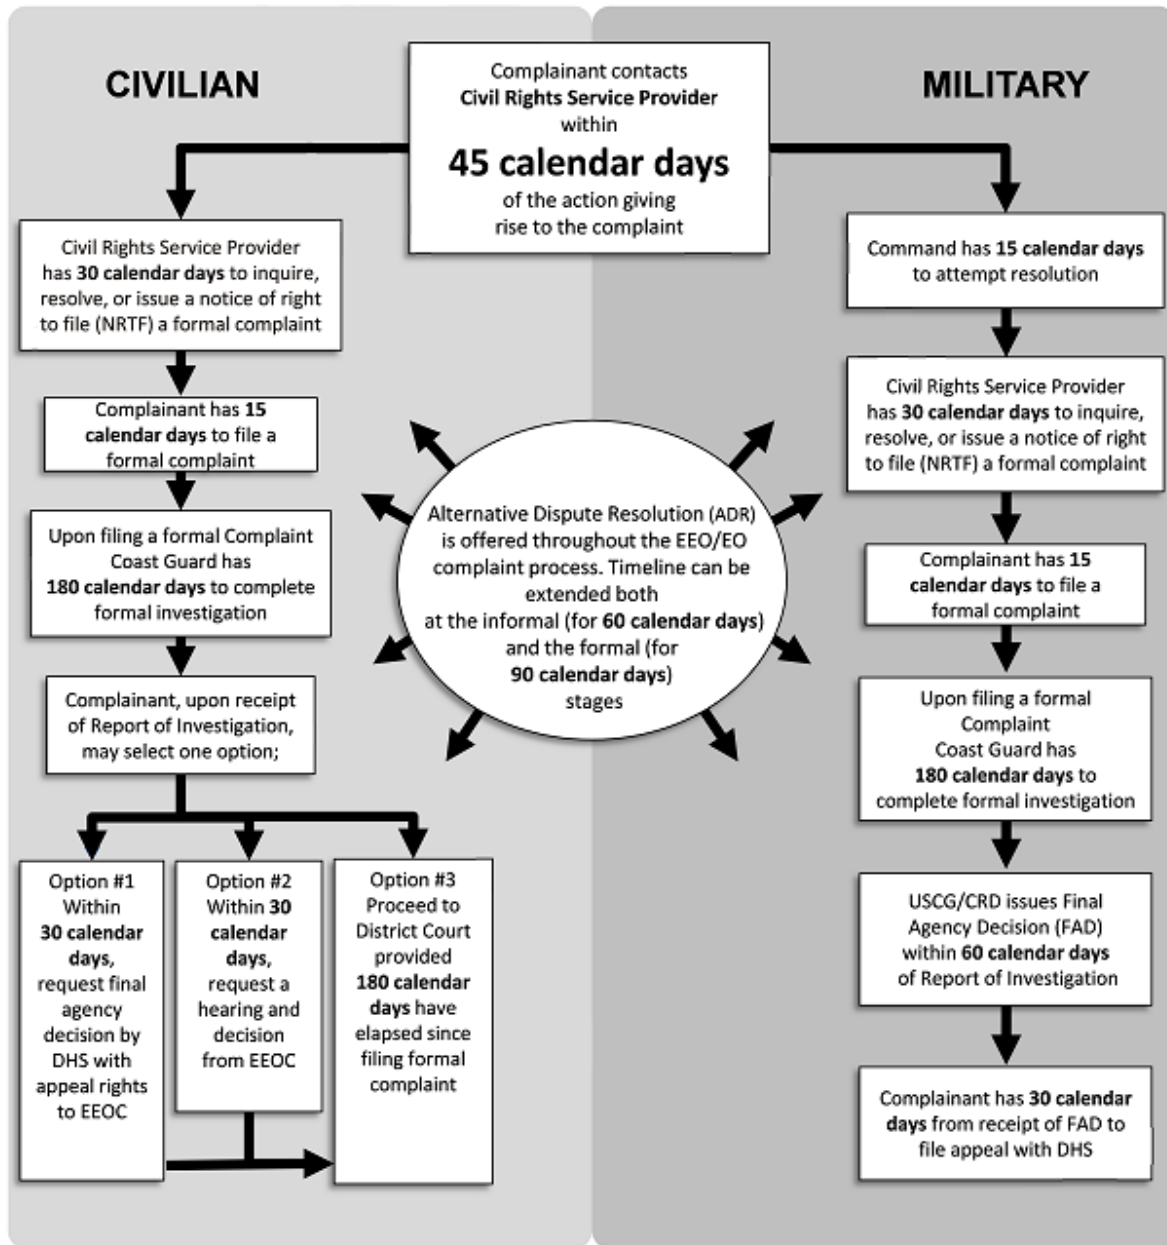 CIVILIAN
Complainant contacts
Civil Rights Service Provider
within
45 calendar days
of the action giving
rise to the complaint
MILITARY
Civil Rights Service Provider
has 30 calendar days to inquire,
resolve, or issue a notice of right
to file (NRTF) a formal complaint
Complainant has 15
calendar days to file a
formal complaint
Upon filing a formal Complaint
Coast Guard has
180 calendar days to complete
formal investigation
Complainant, upon receipt
of Report of Investigation,
may select one option;
Option #1
Within
30 calendar
days,
request final
agency
decision by
DHS with
appeal rights
to EEOC
Option #2
Within 30
calendar
days,
request a
hearing and
decision
from EEOC
Option #3
Proceed to
District Court
provided
180 calendar
days have
elapsed since
filing formal
complaint
Alternative Dispute Resolution (ADR)
is offered throughout the EEO/EO
complaint process. Timeline can be
extended both
at the informal (for 60 calendar days)
and the formal (for
90 calendar days)
stages
Command has 15 calendar days
to attempt resolution
Civil Rights Service Provider
has 30 calendar days to inquire,
resolve, or issue a notice of right
to file (NRTF) a formal complaint
Complainant has 15
calendar days to file a
formal complaint
Upon filing a formal
Complaint
Coast Guard has
180 calendar days to
complete formal investigation
USCG/CRD issues Final
Agency Decision (FAD)
within 60 calendar days
of Report of Investigation
Complainant has 30 calendar
days from receipt of FAD to
file appeal with DHS